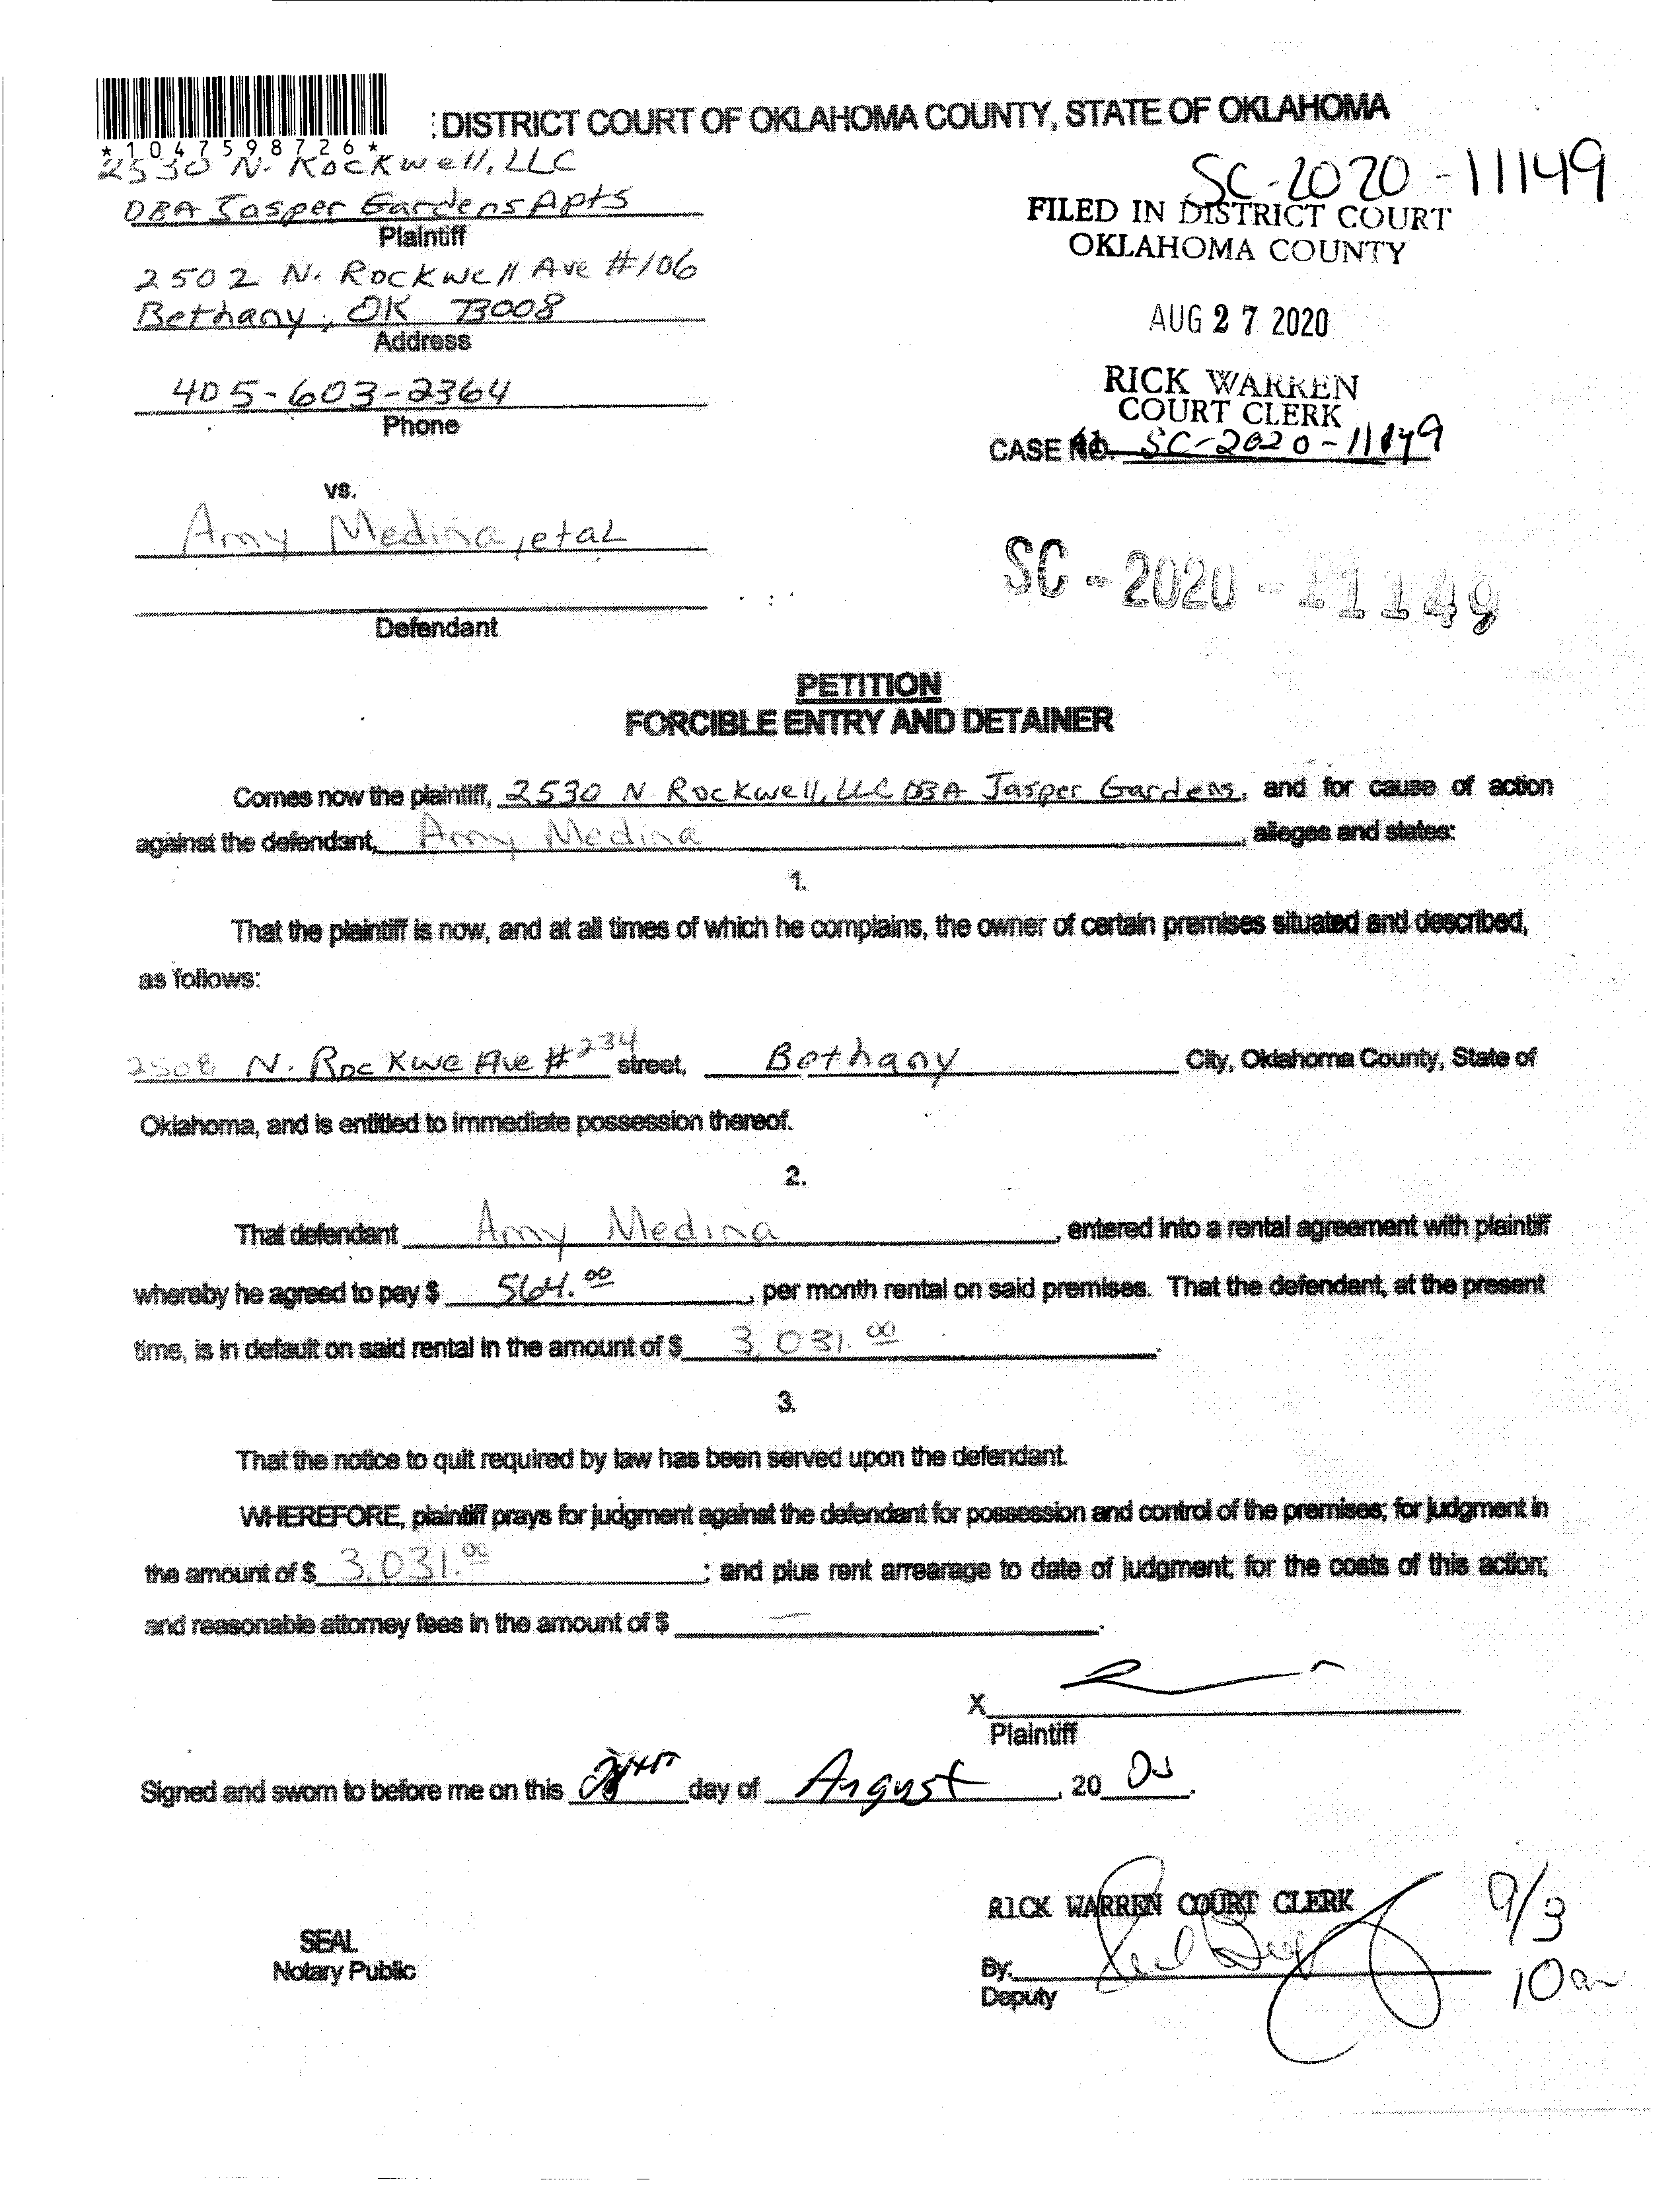 : DISTRICT COURT OF OKLAHOMA COUNTY, STATE OF OKLAHOMA
*1047598726*
2530 N. Rockwell, LLC
DBA Jasper Gardens Apts
Plaintiff
2502 N. Rockwell Ave #106
Bethany, OK 73008
Address
405-603-2364
Phone
SC-2020-11149
FILED IN DISTRICT COURT
OKLAHOMA COUNTY
AUG 27 2020
RICK WARREN
COURT CLERK
CASE NO. SC-2020-11149
vs.
Amy Medina, etal
Defendant
SC-2020-11149
PETITION
FORCIBLE ENTRY AND DETAINER
Comes now the plaintiff, 2530 N Rockwell, LLC DBA Jasper Gardens, and for cause of action
against the defendant, Amy Medina, alleges and states:
1.
That the plaintiff is now, and at all times of which he complains, the owner of certain premises situated and described,
as follows:
2508 N. Rockwe Ave #234 street, Bethany City, Oklahoma County, State of
Oklahoma, and is entitled to immediate possession thereof.
2.
That defendant Amy Medina, entered into a rental agreement with plaintiff
whereby he agreed to pay $ 564.00, per month rental on said premises. That the defendant, at the present
time, is in default on said rental in the amount of $ 3,031.00.
3.
That the notice to quit required by law has been served upon the defendant.
WHEREFORE, plaintiff prays for judgment against the defendant for possession and control of the premises; for judgment in
the amount of $ 3,031.00; and plus rent arrearage to date of judgment; for the costs of this action;
and reasonable attorney fees in the amount of $ —.
X
Plaintiff
Signed and sworn to before me on this day of August, 20
RICK WARREN COURT CLERK
9/3
10am
SEAL
Notary Public
By:
Deputy